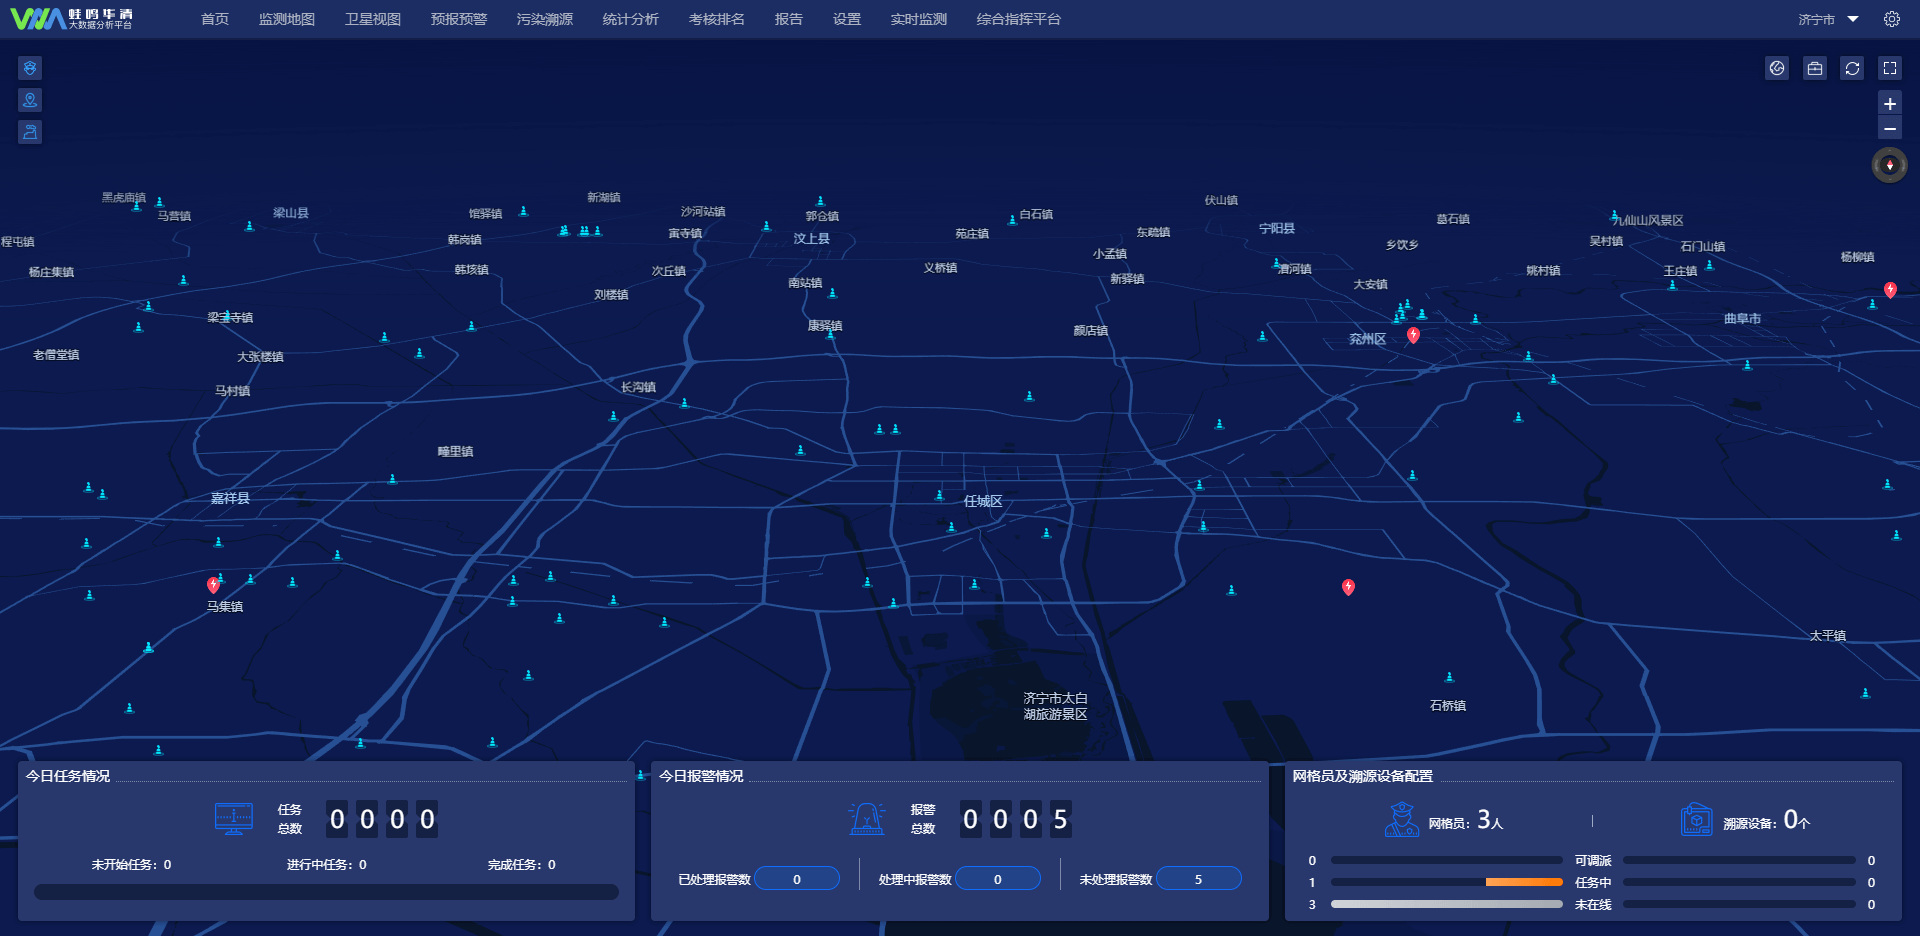 蛙鸣华清
大数据分析平台
首页 监测地图 卫星视图 预报预警 污染溯源 统计分析 考核排名 报告 设置 实时监测 综合指挥平台
济宁市
黑虎庙镇
新湖镇
伏山镇
马营镇
梁山县
馆驿镇
沙河站镇
郭仓镇
白石镇
墓石镇
九仙山风景区
程屯镇
韩岗镇
寅寺镇
汶上县
苑庄镇
东疏镇
宁阳县
乡饮乡
吴村镇
石门山镇
小孟镇
杨柳镇
杨庄集镇
韩垓镇
次丘镇
义桥镇
漕河镇
姚村镇
王庄镇
南站镇
新驿镇
大安镇
刘楼镇
梁宝寺镇
康驿镇
颜店镇
曲阜市
兖州区
老僧堂镇
大张楼镇
马村镇
长沟镇
疃里镇
嘉祥县
任城区
马集镇
太平镇
济宁市太白
湖旅游景区
石桥镇
今日任务情况
任务
总数
0 0 0 0
未开始任务: 0 进行中任务: 0 完成任务: 0
今日报警情况
报警
总数
0 0 0 5
已处理报警数 0 处理中报警数 0 未处理报警数 5
网格员及溯源设备配置
网格员: 3人 溯源设备: 0个
0 可调派 0
1 任务中 0
3 未在线 0